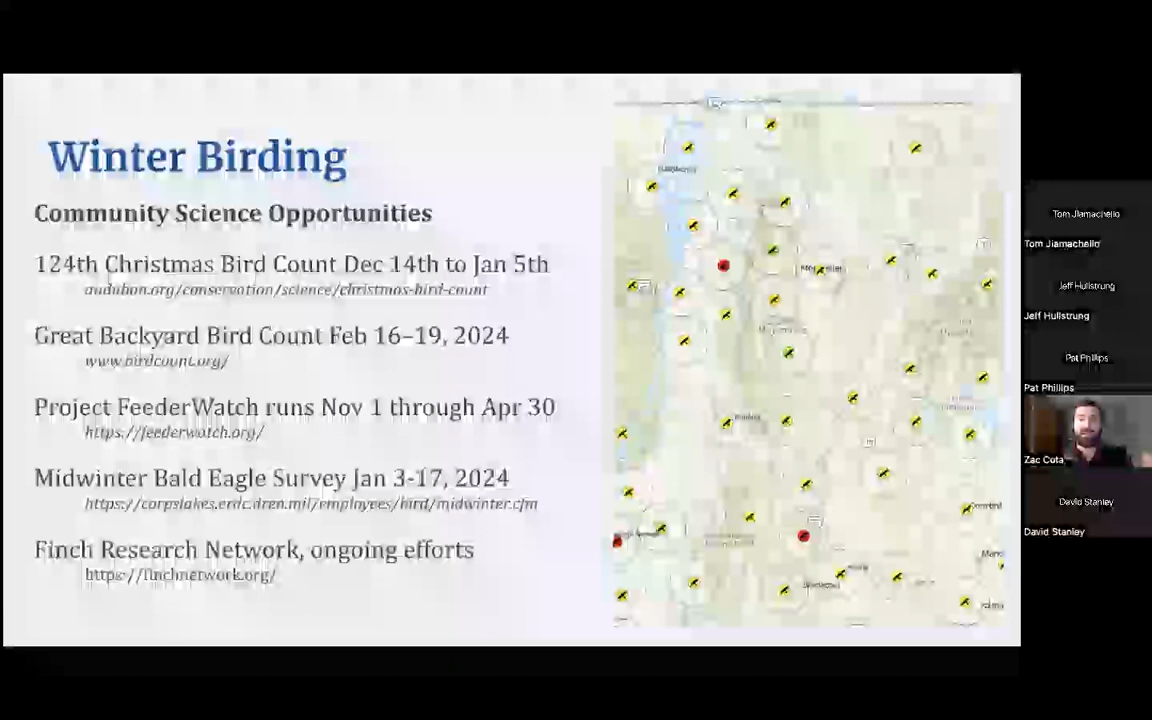 Winter Birding
Community Science Opportunities
124th Christmas Bird Count Dec 14th to Jan 5th
audubon.org/conservation/science/christmas-bird-count
Great Backyard Bird Count Feb 16–19, 2024
www.birdcount.org/
Project FeederWatch runs Nov 1 through Apr 30
https://feederwatch.org/
Midwinter Bald Eagle Survey Jan 3-17, 2024
https://corpslakes.erdc.dren.mil/employees/bird/midwinter.cfm
Finch Research Network, ongoing efforts
https://finchnetwork.org/
Tom Jiamachello
Tom Jiamachello
Jeff Hullstrung
Jeff Hullstrung
Pat Phillips
Pat Phillips
Zac Cota
David Stanley
David Stanley